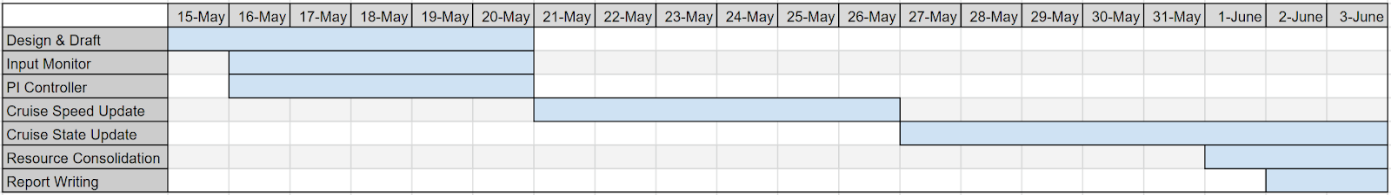 15-May 16-May 17-May 18-May 19-May 20-May 21-May 22-May 23-May 24-May 25-May 26-May 27-May 28-May 29-May 30-May 31-May 1-June 2-June 3-June
Design & Draft
Input Monitor
PI Controller
Cruise Speed Update
Cruise State Update
Resource Consolidation
Report Writing